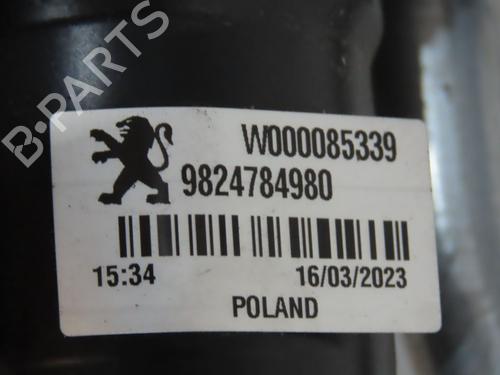 B-PARTS
W000085339
9824784980
15:34 16/03/2023
POLAND